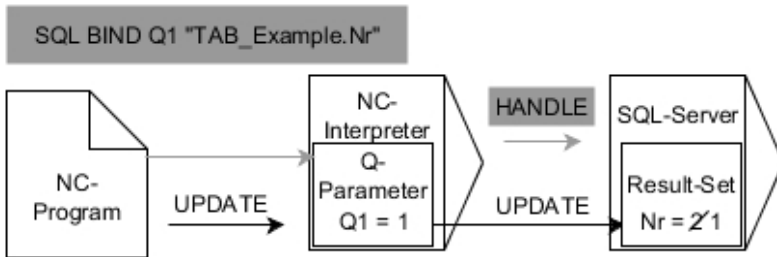 SQL BIND Q1 "TAB_Example.Nr"
NC-
Program
UPDATE
NC-
Interpreter
Q-
Parameter
Q1 = 1
HANDLE
UPDATE
SQL-Server
Result-Set
Nr = 2 1